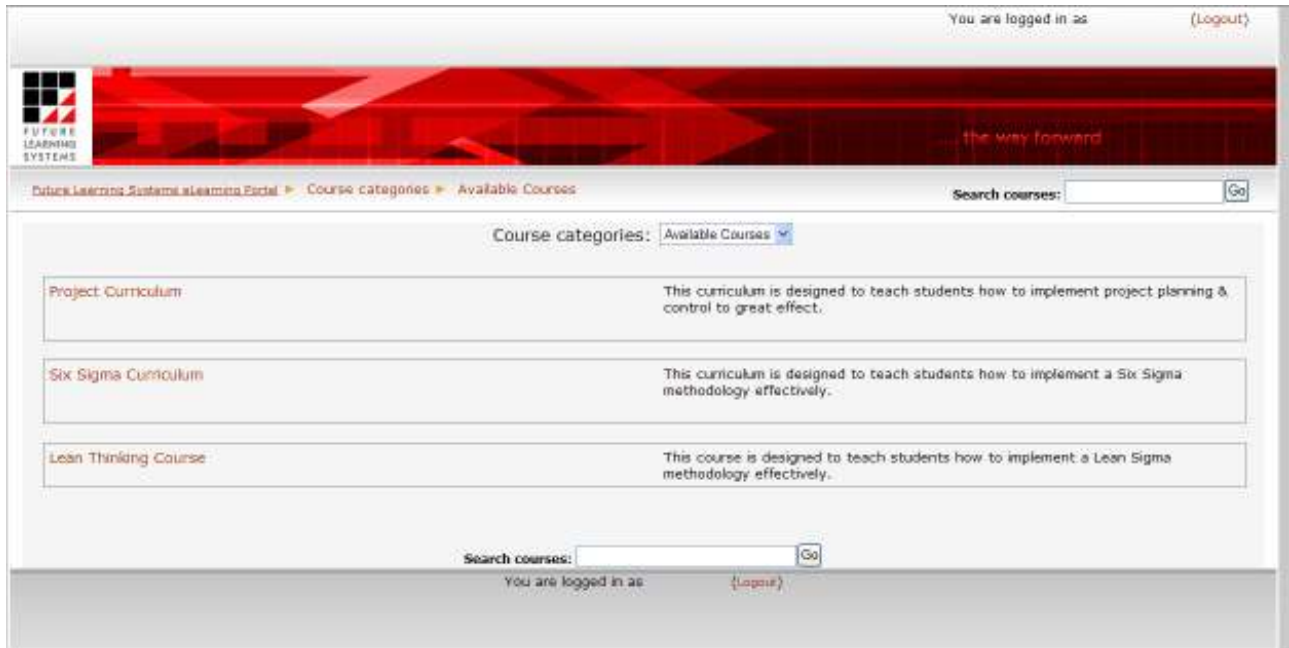 You are logged in as (Logout)
FUTURE
LEARNING
SYSTEMS
the way forward
Future Learning Systems eLearning Portal ► Course categories ► Available Courses
Search courses: Go
Course categories: Available Courses
Project Curriculum
This curriculum is designed to teach students how to implement project planning &
control to great effect.
Six Sigma Curriculum
This curriculum is designed to teach students how to implement a Six Sigma
methodology effectively.
Lean Thinking Course
This course is designed to teach students how to implement a Lean Sigma
methodology effectively.
Search courses: Go
You are logged in as (Logout)